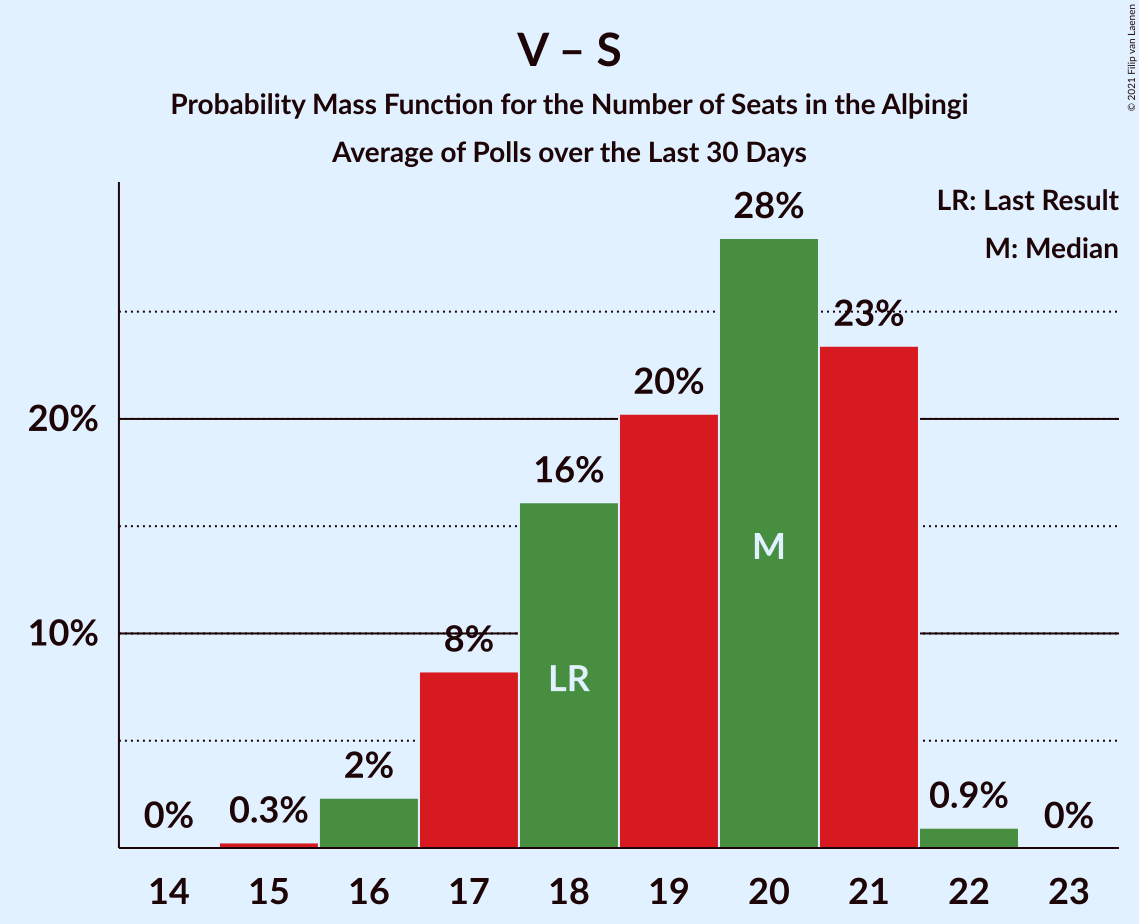 V – S
Probability Mass Function for the Number of Seats in the Alþingi
Average of Polls over the Last 30 Days
© 2021 Filip van Laenen
LR: Last Result
M: Median
28%
23%
20%
20%
16%
M
10%
8%
LR
2%
0%
0.3%
0.9%
0%
14 15 16 17 18 19 20 21 22 23